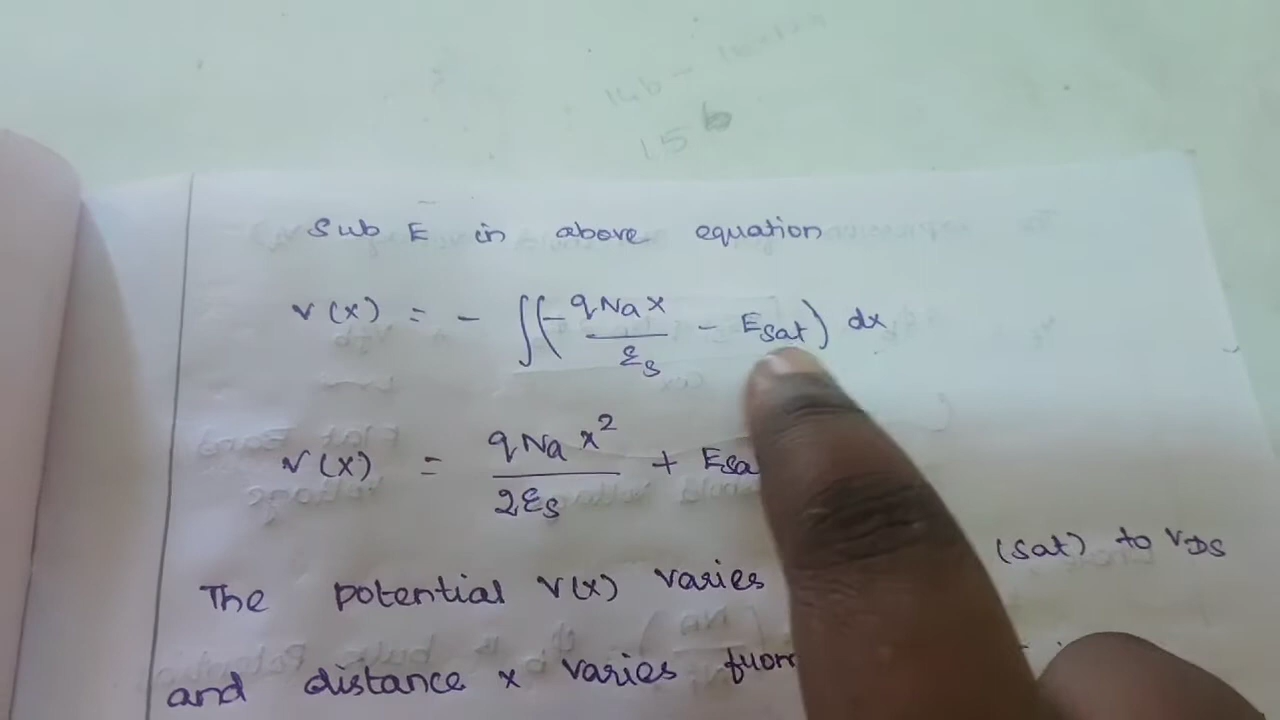 15b
Sub E in above equation
V(x) = - ∫(-qNax/εs - Esat) dx
V(x) = qNax²/2εs + Esa
The potential V(x) varies (sat) to VDS
and distance x varies from